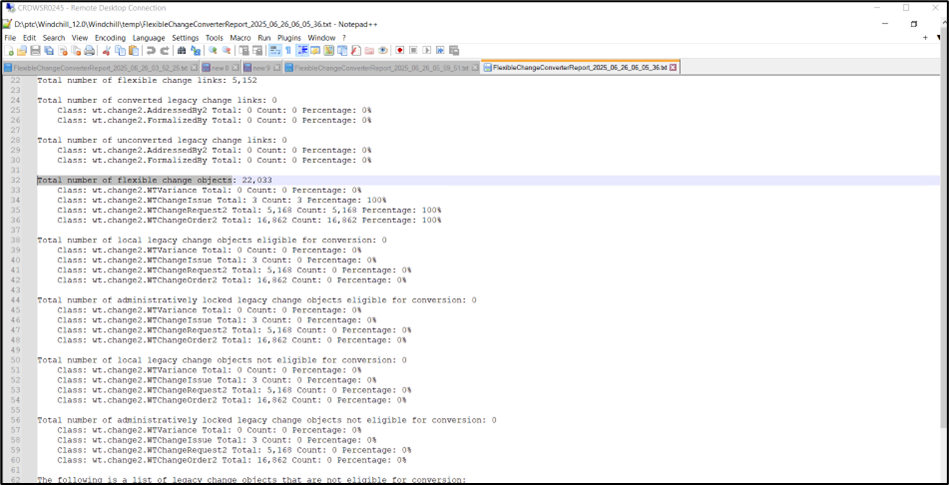 CRDWSR0245 - Remote Desktop Connection
D:\ptc\Windchill_12.0\Windchill\temp\FlexibleChangeConverterReport_2025_06_26_06_05_36.txt - Notepad++
File Edit Search View Encoding Language Settings Tools Macro Run Plugins Window ?
FlexibleChangeConverterReport_2025_06_26_03_52_25.txt new 8 new 9 FlexibleChangeConverterReport_2025_06_26_05_59_51.txt FlexibleChangeConverterReport_2025_06_26_06_05_36.txt
22 Total number of flexible change links: 5,152
23
24 Total number of converted legacy change links: 0
25 Class: wt.change2.AddressedBy2 Total: 0 Count: 0 Percentage: 0%
26 Class: wt.change2.FormalizedBy Total: 0 Count: 0 Percentage: 0%
27
28 Total number of unconverted legacy change links: 0
29 Class: wt.change2.AddressedBy2 Total: 0 Count: 0 Percentage: 0%
30 Class: wt.change2.FormalizedBy Total: 0 Count: 0 Percentage: 0%
31
32 Total number of flexible change objects: 22,033
33 Class: wt.change2.WTVariance Total: 0 Count: 0 Percentage: 0%
34 Class: wt.change2.WTChangeIssue Total: 3 Count: 3 Percentage: 100%
35 Class: wt.change2.WTChangeRequest2 Total: 5,168 Count: 5,168 Percentage: 100%
36 Class: wt.change2.WTChangeOrder2 Total: 16,862 Count: 16,862 Percentage: 100%
37
38 Total number of local legacy change objects eligible for conversion: 0
39 Class: wt.change2.WTVariance Total: 0 Count: 0 Percentage: 0%
40 Class: wt.change2.WTChangeIssue Total: 3 Count: 0 Percentage: 0%
41 Class: wt.change2.WTChangeRequest2 Total: 5,168 Count: 0 Percentage: 0%
42 Class: wt.change2.WTChangeOrder2 Total: 16,862 Count: 0 Percentage: 0%
43
44 Total number of administratively locked legacy change objects eligible for conversion: 0
45 Class: wt.change2.WTVariance Total: 0 Count: 0 Percentage: 0%
46 Class: wt.change2.WTChangeIssue Total: 3 Count: 0 Percentage: 0%
47 Class: wt.change2.WTChangeRequest2 Total: 5,168 Count: 0 Percentage: 0%
48 Class: wt.change2.WTChangeOrder2 Total: 16,862 Count: 0 Percentage: 0%
49
50 Total number of local legacy change objects not eligible for conversion: 0
51 Class: wt.change2.WTVariance Total: 0 Count: 0 Percentage: 0%
52 Class: wt.change2.WTChangeIssue Total: 3 Count: 0 Percentage: 0%
53 Class: wt.change2.WTChangeRequest2 Total: 5,168 Count: 0 Percentage: 0%
54 Class: wt.change2.WTChangeOrder2 Total: 16,862 Count: 0 Percentage: 0%
55
56 Total number of administratively locked legacy change objects not eligible for conversion: 0
57 Class: wt.change2.WTVariance Total: 0 Count: 0 Percentage: 0%
58 Class: wt.change2.WTChangeIssue Total: 3 Count: 0 Percentage: 0%
59 Class: wt.change2.WTChangeRequest2 Total: 5,168 Count: 0 Percentage: 0%
60 Class: wt.change2.WTChangeOrder2 Total: 16,862 Count: 0 Percentage: 0%
61
62 The following is a list of legacy change objects that are not eligible for conversion: